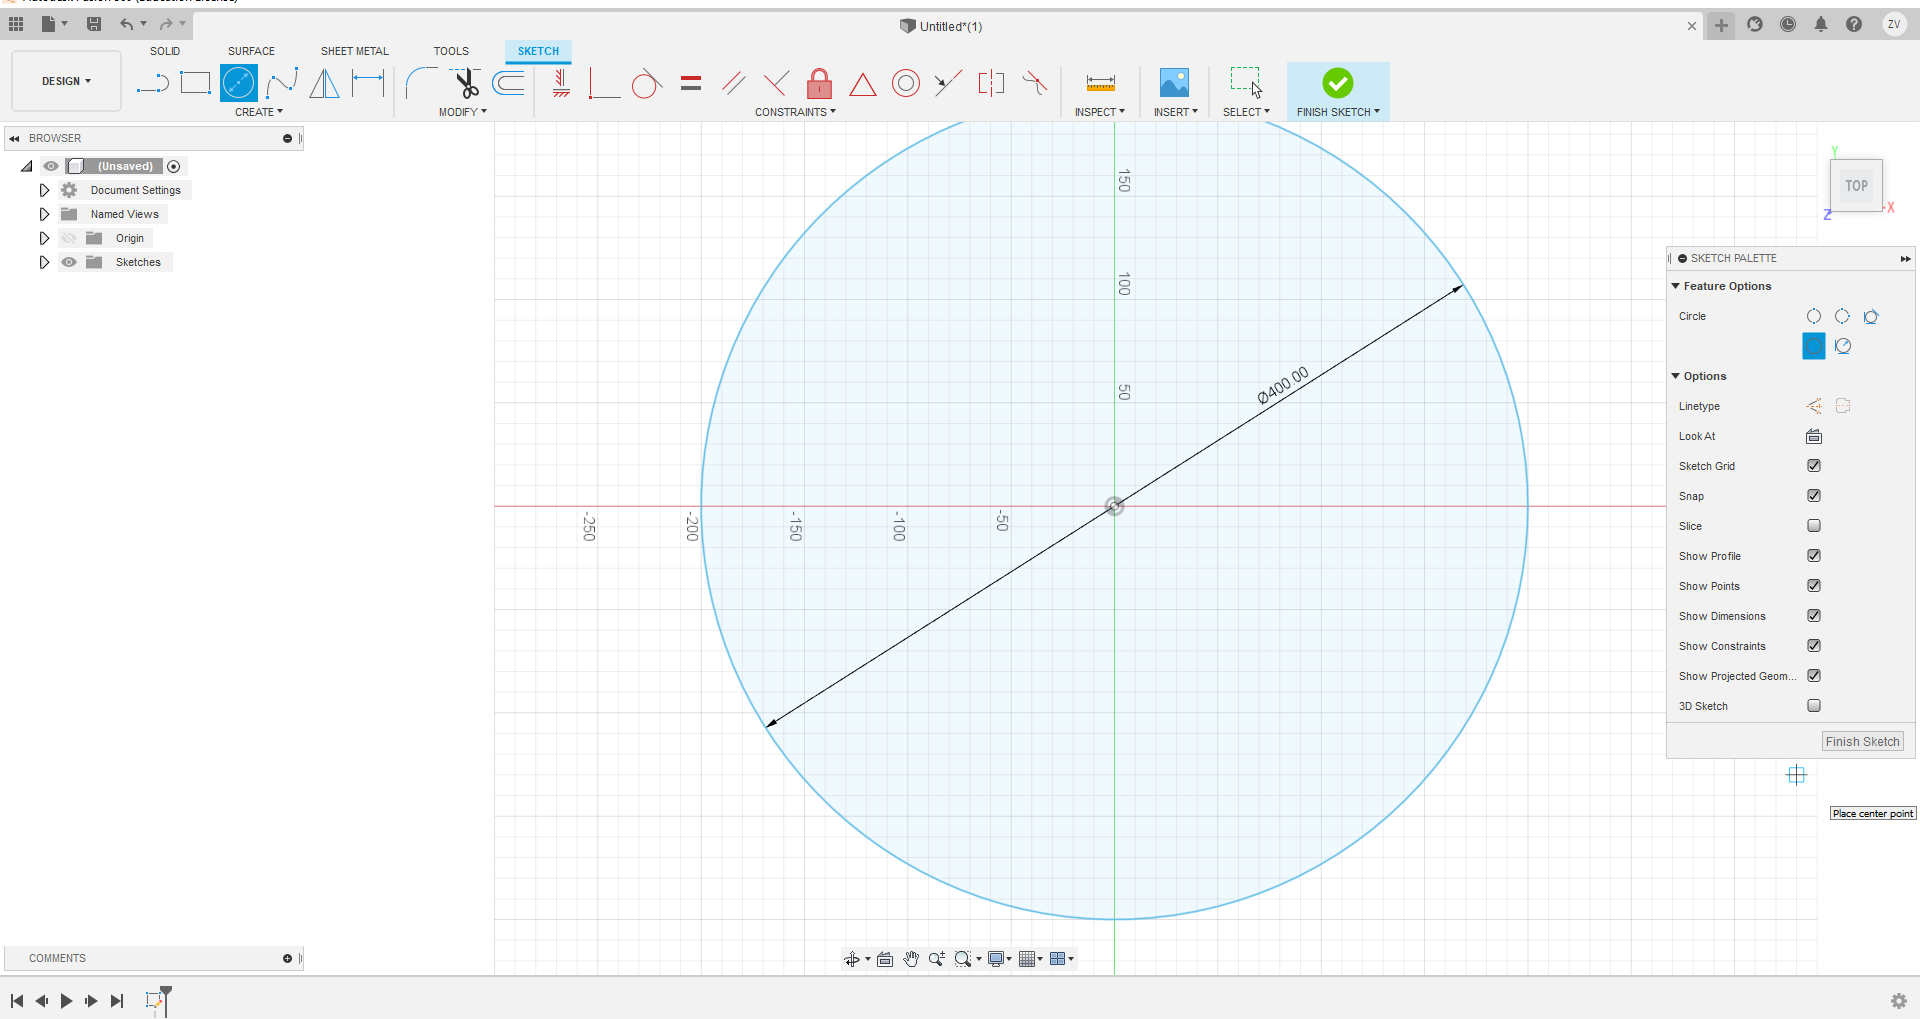 Untitled*(1)
ZV
SOLID
SURFACE
SHEET METAL
TOOLS
SKETCH
DESIGN
CREATE
MODIFY
CONSTRAINTS
INSPECT
INSERT
SELECT
FINISH SKETCH
BROWSER
(Unsaved)
Document Settings
Named Views
Origin
Sketches
150
100
50
Ø400.00
-250
-200
-150
-100
-50
Y
TOP
Z
X
SKETCH PALETTE
Feature Options
Circle
Options
Linetype
Look At
Sketch Grid
Snap
Slice
Show Profile
Show Points
Show Dimensions
Show Constraints
Show Projected Geom...
3D Sketch
Finish Sketch
Place center point
COMMENTS